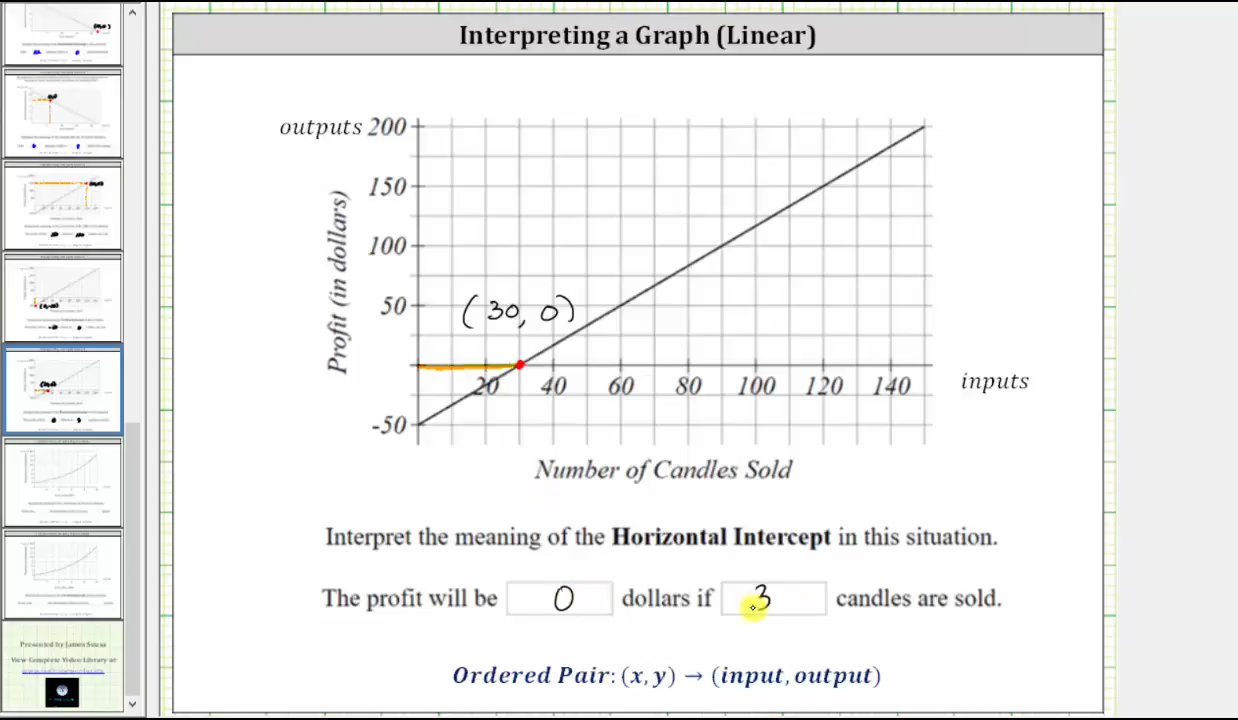 Interpreting a Graph (Linear)
outputs 200
150
100
50
-50
Profit (in dollars)
(30, 0)
20 40 60 80 100 120 140 inputs
Number of Candles Sold
Interpret the meaning of the Horizontal Intercept in this situation.
The profit will be 0 dollars if 3 candles are sold.
Ordered Pair: (x, y) → (input, output)
Presented by James Sousa
View Complete Video Library at